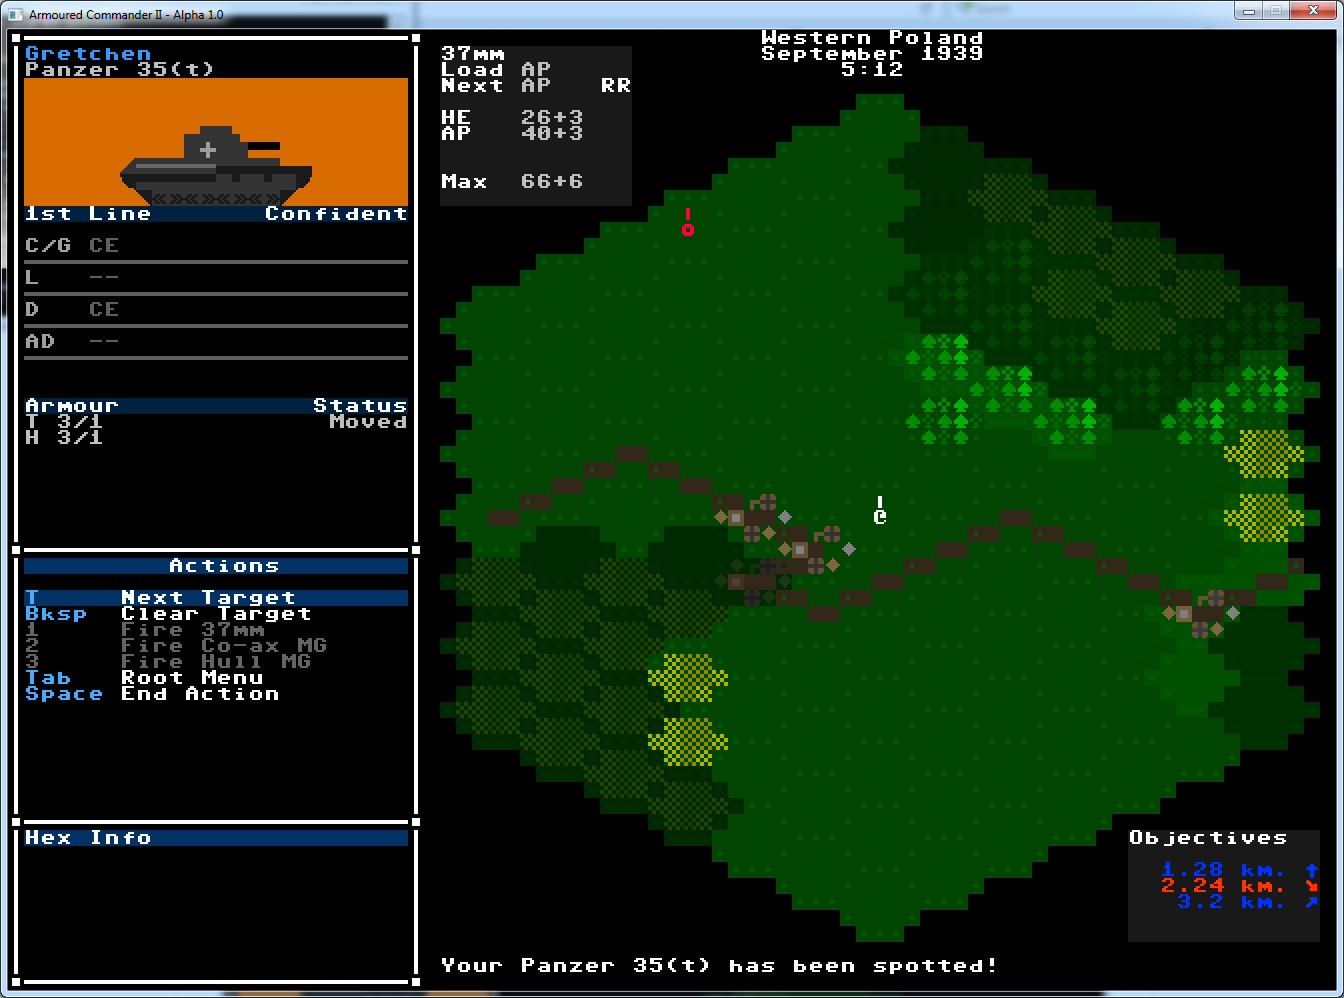 Armoured Commander II - Alpha 1.0
Gretchen
Panzer 35(t)
1st Line Confident
C/G CE
L --
D CE
AD --
Armour Status
T 3/1 Moved
H 3/1
Actions
T Next Target
Bksp Clear Target
1 Fire 37mm
2 Fire Co-ax MG
3 Fire Hull MG
Tab Root Menu
Space End Action
Hex Info
37mm
Load AP
Next AP RR
HE 26+3
AP 40+3
Max 66+6
Western Poland
September 1939
5:12
Objectives
1.28 km. ↑
2.24 km. ↘
3.2 km. ↗
Your Panzer 35(t) has been spotted!